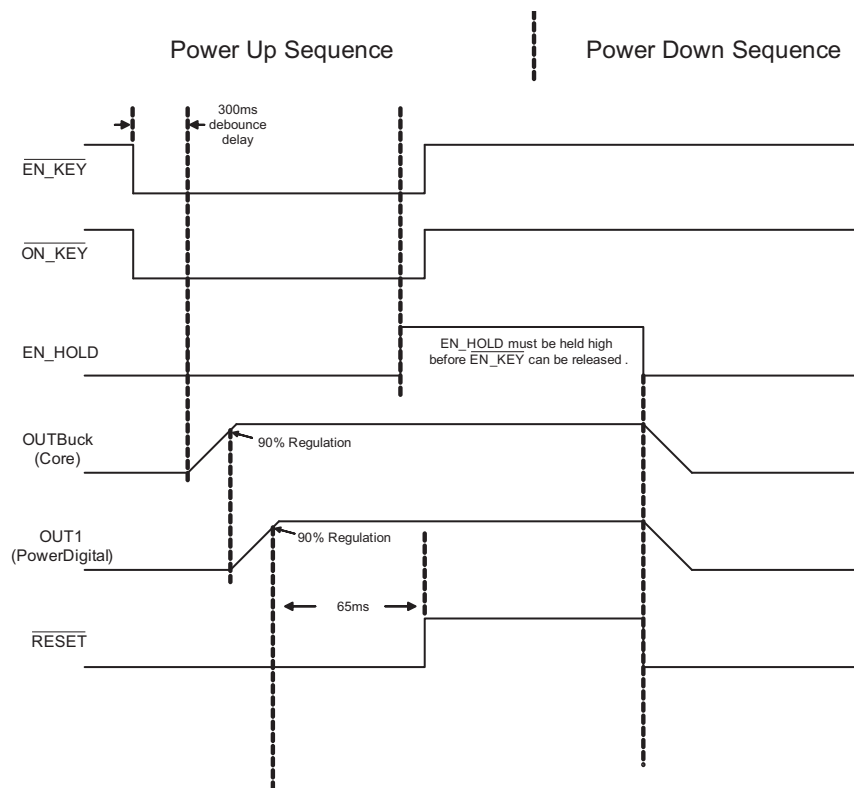 Power Up Sequence
Power Down Sequence
300ms
debounce
delay
EN_KEY
ON_KEY
EN_HOLD
EN_HOLD must be held high
before EN_KEY can be released .
OUTBuck
(Core)
90% Regulation
OUT1
(PowerDigital)
90% Regulation
65ms
RESET